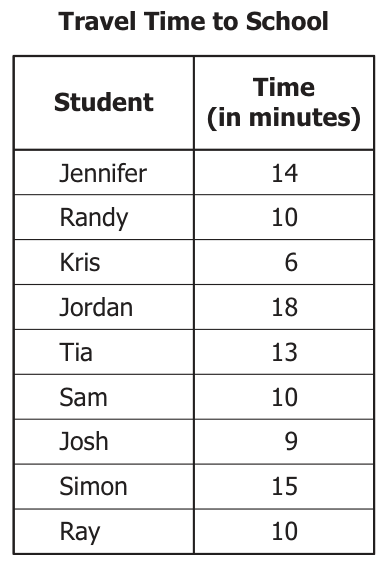 Travel Time to School
Student Time
(in minutes)
Jennifer 14
Randy 10
Kris 6
Jordan 18
Tia 13
Sam 10
Josh 9
Simon 15
Ray 10